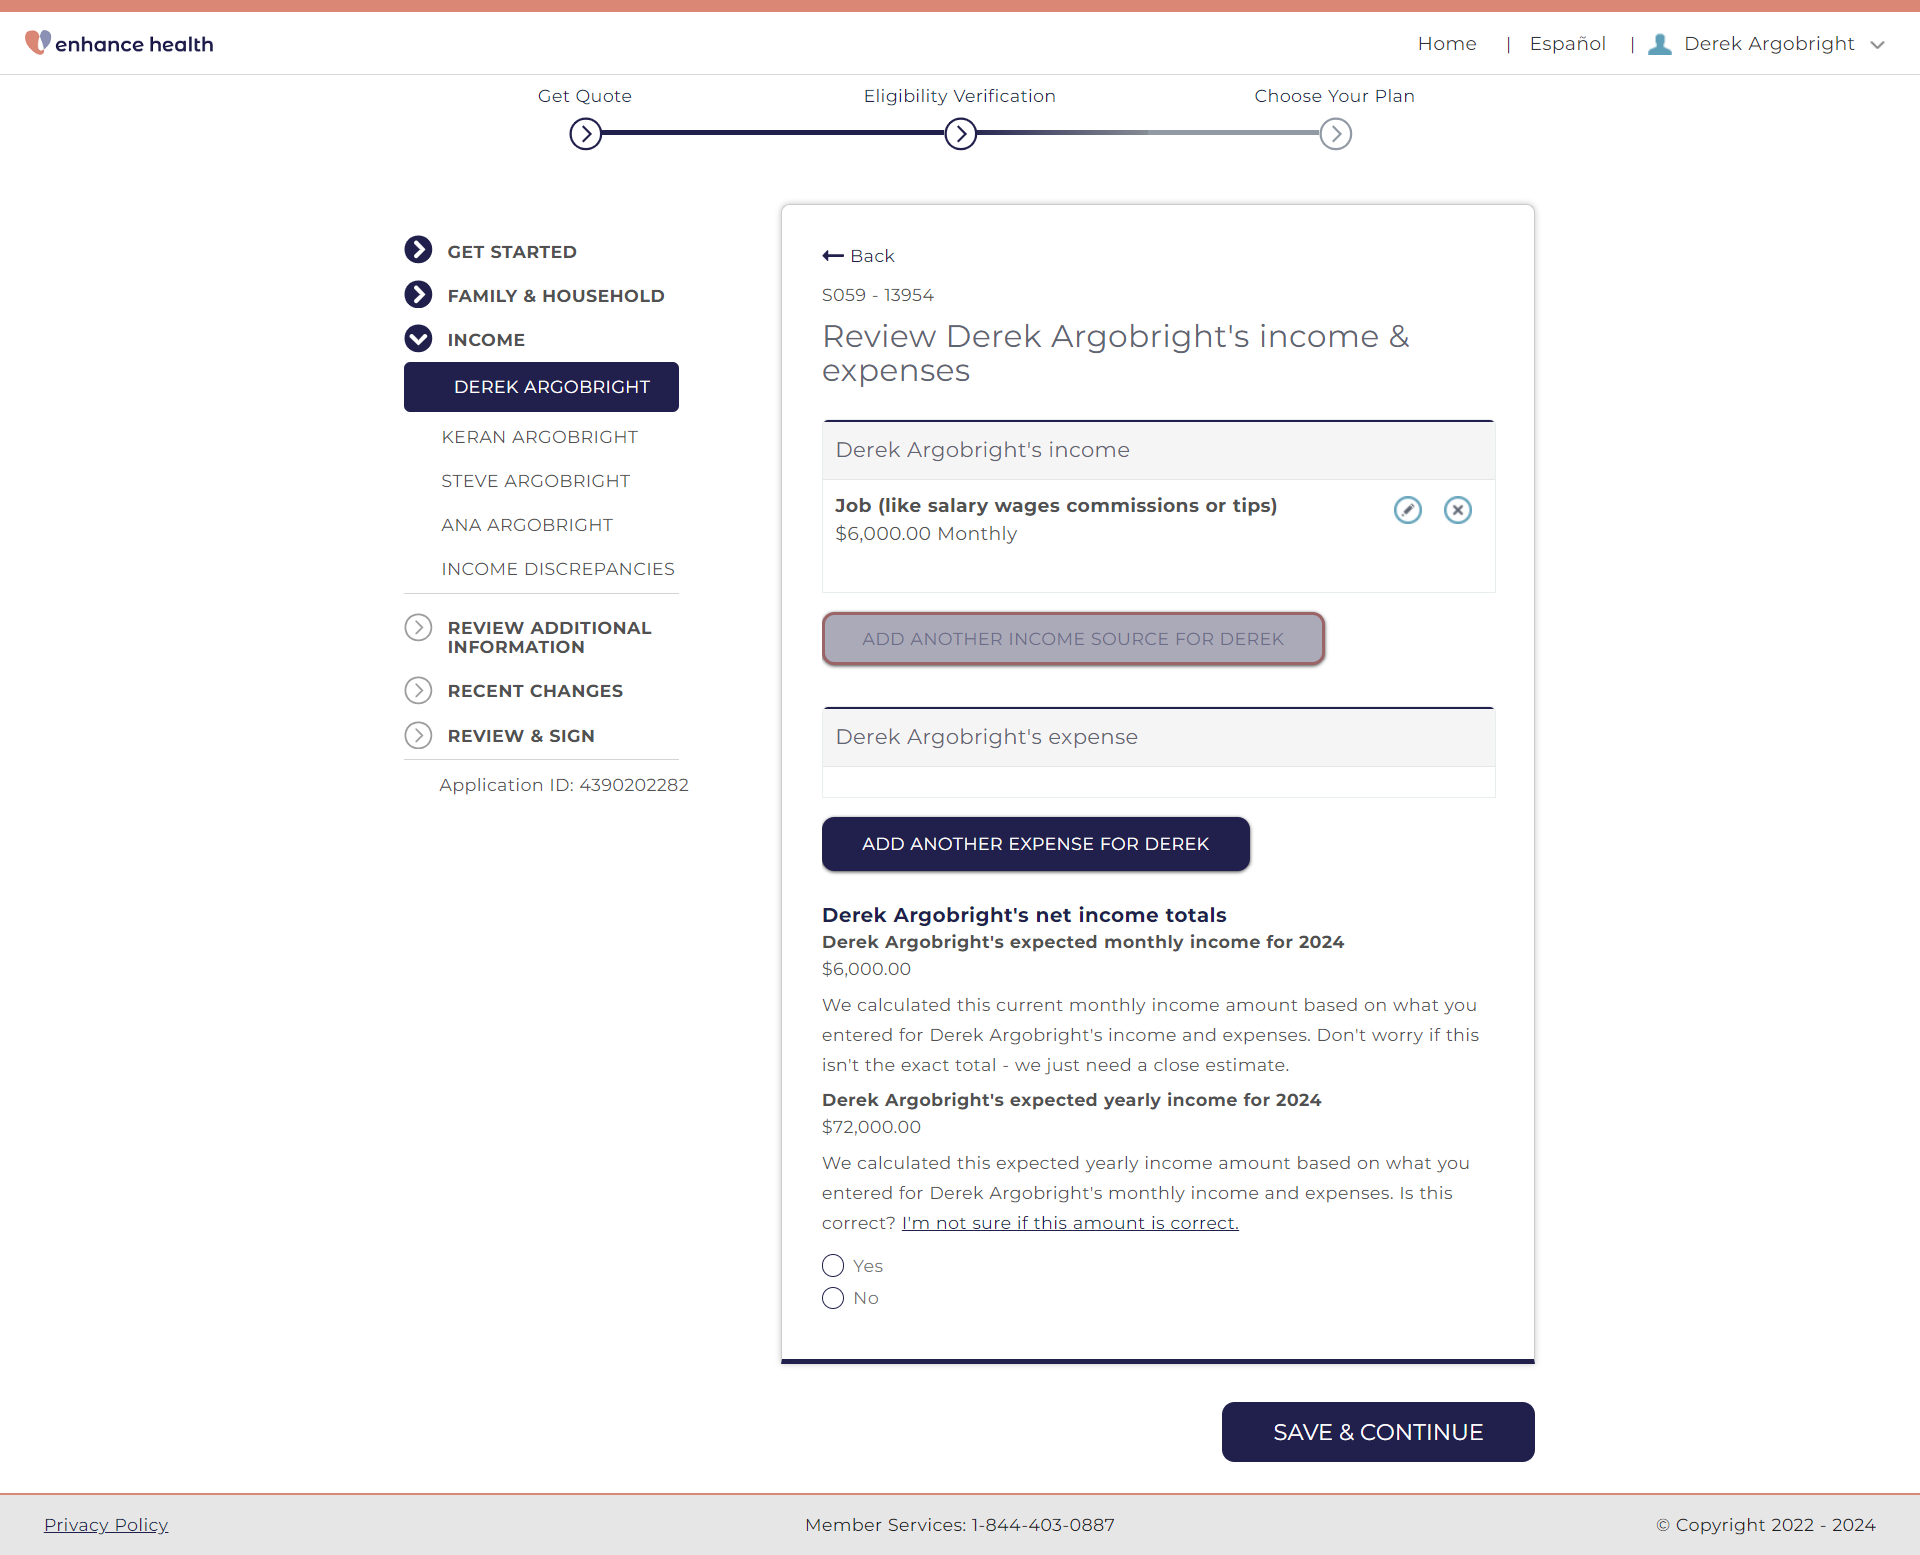 enhance health
Home | Español | Derek Argobright
Get Quote
Eligibility Verification
Choose Your Plan
GET STARTED
FAMILY & HOUSEHOLD
INCOME
DEREK ARGOBRIGHT
KERAN ARGOBRIGHT
STEVE ARGOBRIGHT
ANA ARGOBRIGHT
INCOME DISCREPANCIES
REVIEW ADDITIONAL
INFORMATION
RECENT CHANGES
REVIEW & SIGN
Application ID: 4390202282
Back
S059 - 13954
Review Derek Argobright's income &
expenses
Derek Argobright's income
Job (like salary wages commissions or tips)
$6,000.00 Monthly
ADD ANOTHER INCOME SOURCE FOR DEREK
Derek Argobright's expense
ADD ANOTHER EXPENSE FOR DEREK
Derek Argobright's net income totals
Derek Argobright's expected monthly income for 2024
$6,000.00
We calculated this current monthly income amount based on what you
entered for Derek Argobright's income and expenses. Don't worry if this
isn't the exact total - we just need a close estimate.
Derek Argobright's expected yearly income for 2024
$72,000.00
We calculated this expected yearly income amount based on what you
entered for Derek Argobright's monthly income and expenses. Is this
correct? I'm not sure if this amount is correct.
Yes
No
SAVE & CONTINUE
Privacy Policy
Member Services: 1-844-403-0887
© Copyright 2022 - 2024